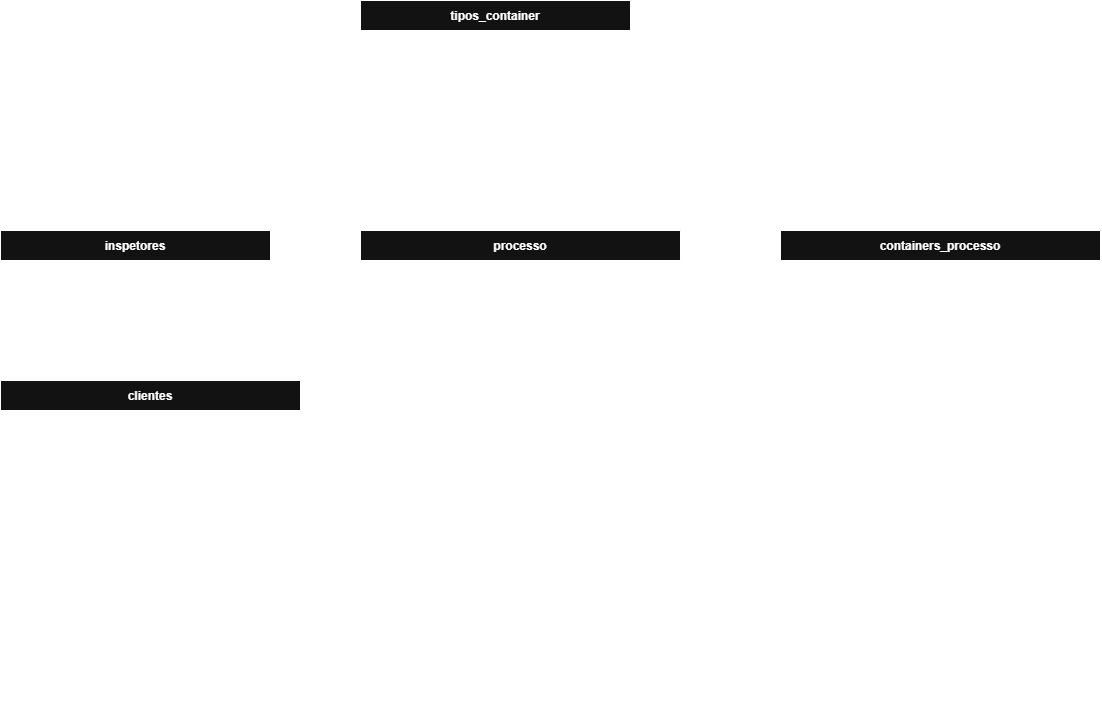 tipos_container
inspetores
processo
containers_processo
clientes